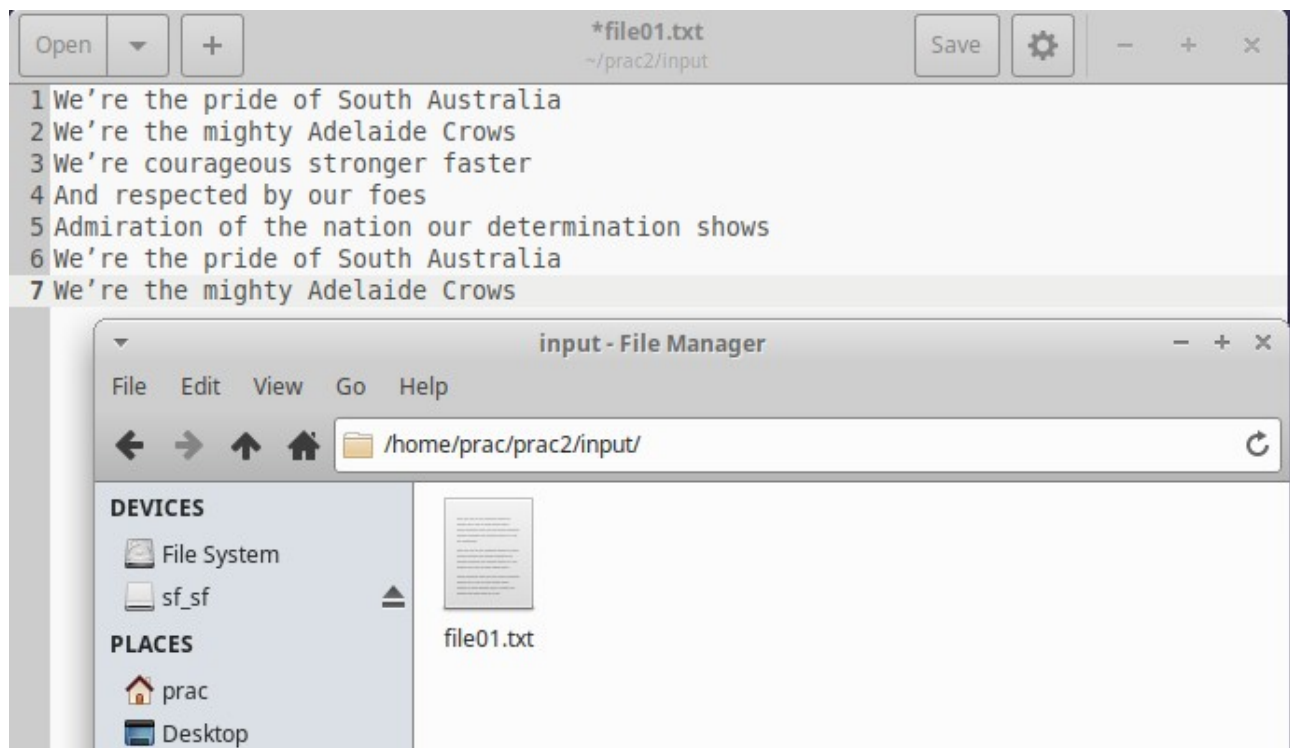 Open
*file01.txt
~/prac2/input
Save
1 We’re the pride of South Australia
2 We’re the mighty Adelaide Crows
3 We’re courageous stronger faster
4 And respected by our foes
5 Admiration of the nation our determination shows
6 We’re the pride of South Australia
7 We’re the mighty Adelaide Crows
input - File Manager
File Edit View Go Help
/home/prac/prac2/input/
DEVICES
File System
sf_sf
PLACES
prac
Desktop
file01.txt